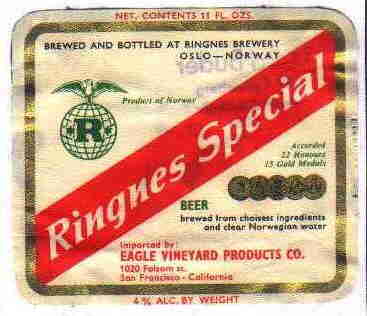 NET. CONTENTS 11 FL. OZS.
BREWED AND BOTTLED AT RINGNES BREWERY
OSLO—NORWAY
Product of Norway
R
Ringnes Special
Accorded
22 Honours
15 Gold Medals
BEER
brewed from choicest ingredients
and clear Norwegian water
Imported by:
EAGLE VINEYARD PRODUCTS CO.
1020 Folsom st.
San Francisco - California
4% ALC. BY WEIGHT